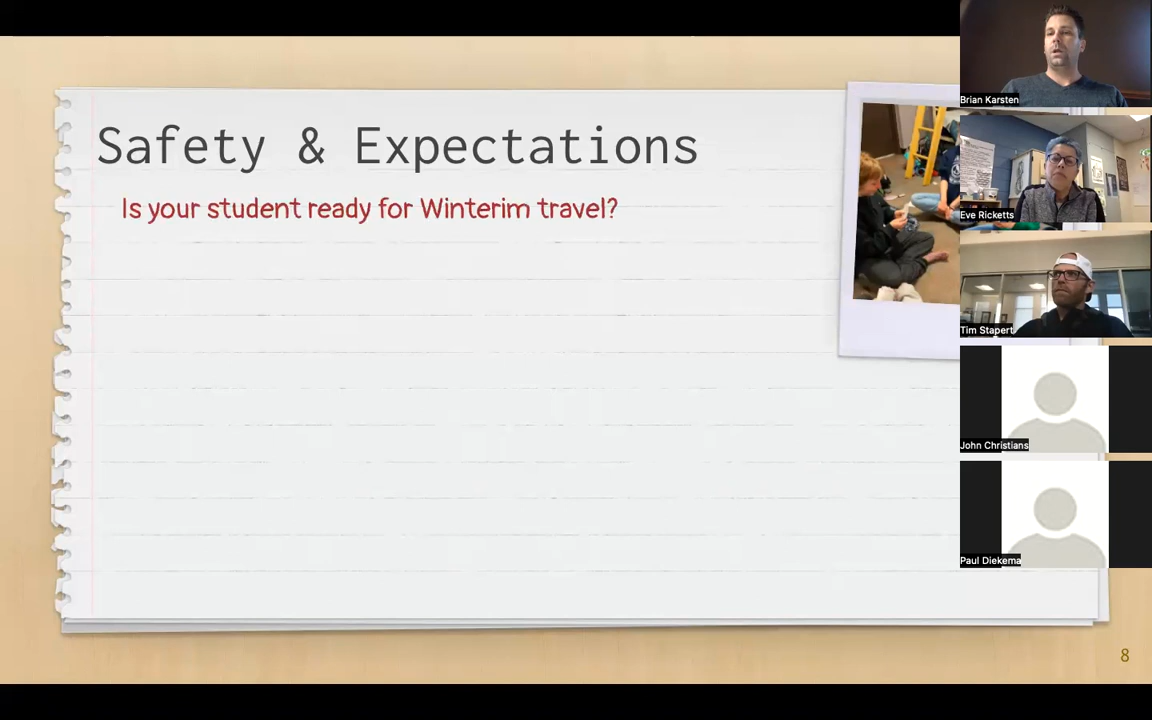 Safety & Expectations
Is your student ready for Winterim travel?
Brian Karsten
Eve Ricketts
Tim Stapert
John Christians
Paul Diekema
8